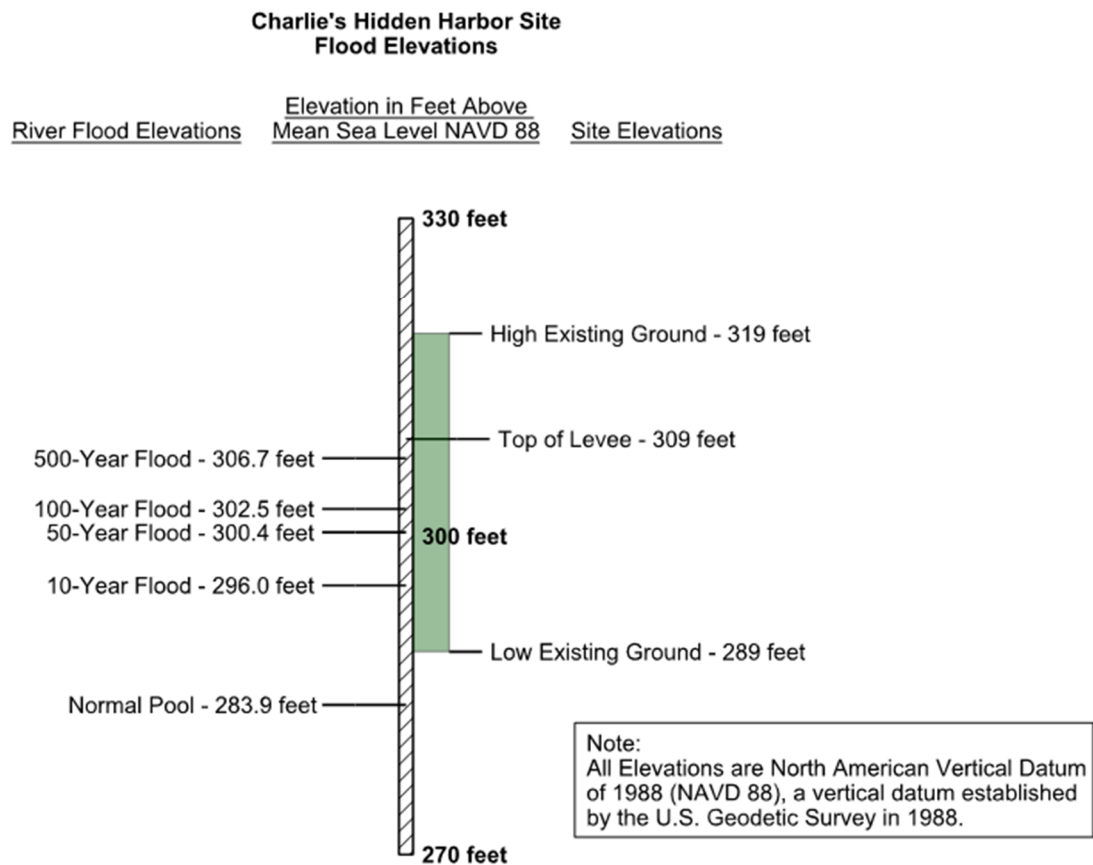 Charlie's Hidden Harbor Site
Flood Elevations
River Flood Elevations
Elevation in Feet Above
Mean Sea Level NAVD 88
Site Elevations
330 feet
High Existing Ground - 319 feet
Top of Levee - 309 feet
500-Year Flood - 306.7 feet
100-Year Flood - 302.5 feet
50-Year Flood - 300.4 feet
300 feet
10-Year Flood - 296.0 feet
Low Existing Ground - 289 feet
Normal Pool - 283.9 feet
Note:
All Elevations are North American Vertical Datum
of 1988 (NAVD 88), a vertical datum established
by the U.S. Geodetic Survey in 1988.
270 feet